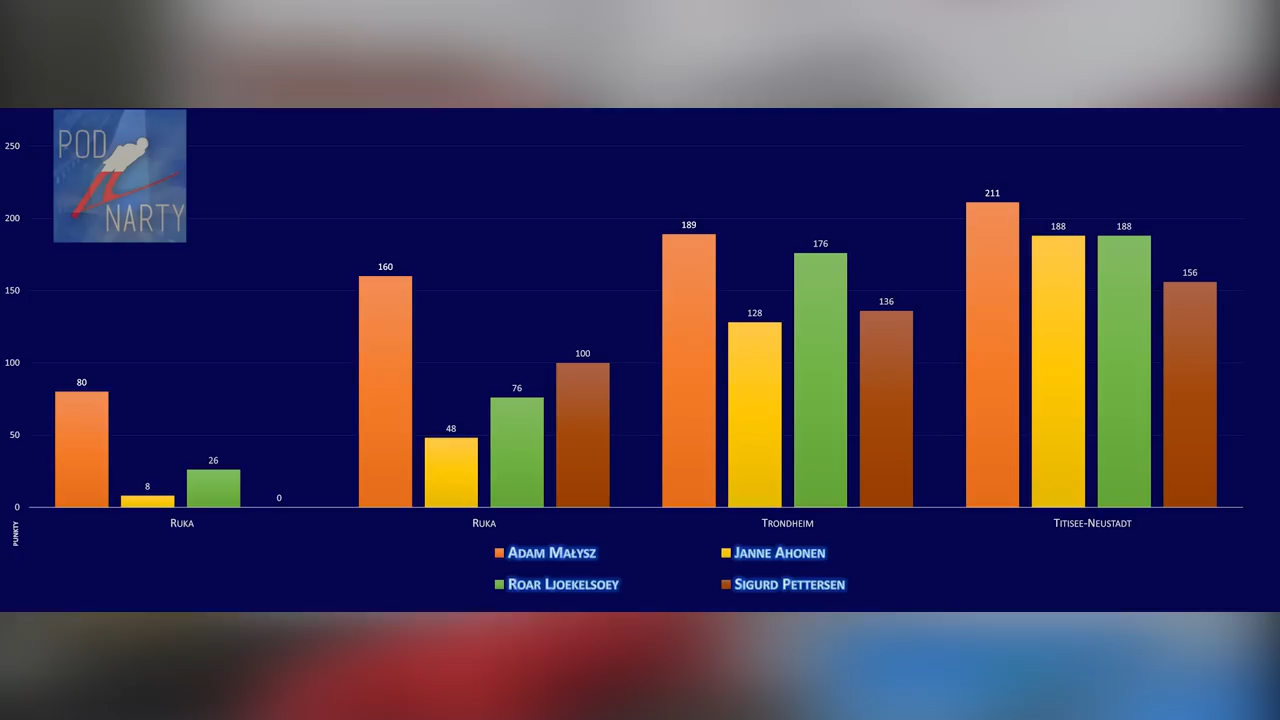 POD
NARTY
250
200
150
100
50
0
PUNKTY
80
8
26
0
160
48
76
100
189
128
176
136
211
188
188
156
RUKA
RUKA
TRONDHEIM
TITISEE-NEUSTADT
ADAM MAŁYSZ
JANNE AHONEN
ROAR LJOEKELSOEY
SIGURD PETTERSEN